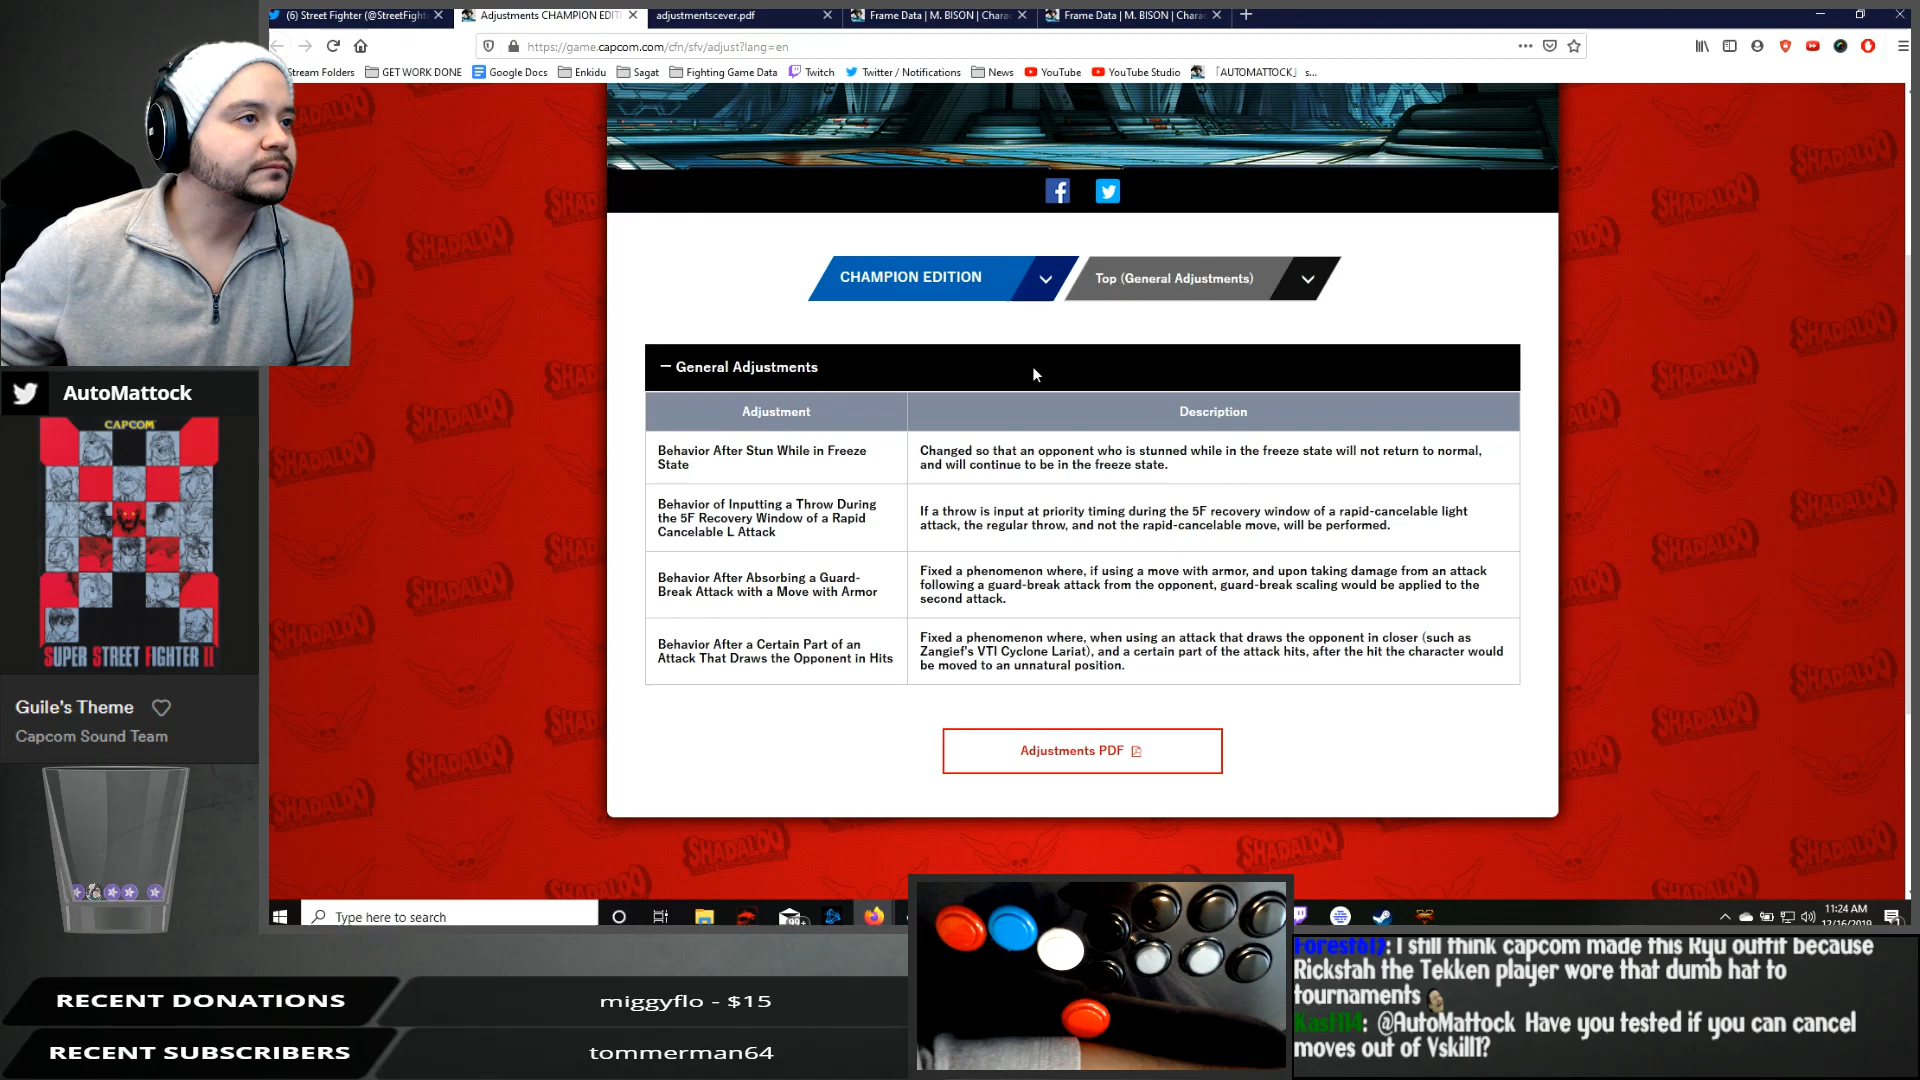 (6) Street Fighter (@StreetFight
Adjustments CHAMPION EDITI
adjustmentscever.pdf
Frame Data | M. BISON | Chara
Frame Data | M. BISON | Chara
https://game.capcom.com/cfn/sfv/adjust?lang=en
Stream Folders
GET WORK DONE
Google Docs
Enkidu
Sagat
Fighting Game Data
Twitch
Twitter / Notifications
News
YouTube
YouTube Studio
「AUTOMATTOCK」 s...
SHADALOO
CHAMPION EDITION
Top (General Adjustments)
General Adjustments
Adjustment
Description
Behavior After Stun While in Freeze
State
Changed so that an opponent who is stunned while in the freeze state will not return to normal,
and will continue to be in the freeze state.
Behavior of Inputting a Throw During
the 5F Recovery Window of a Rapid
Cancelable L Attack
If a throw is input at priority timing during the 5F recovery window of a rapid-cancelable light
attack, the regular throw, and not the rapid-cancelable move, will be performed.
Behavior After Absorbing a Guard-
Break Attack with a Move with Armor
Fixed a phenomenon where, if using a move with armor, and upon taking damage from an attack
following a guard-break attack from the opponent, guard-break scaling would be applied to the
second attack.
Behavior After a Certain Part of an
Attack That Draws the Opponent in Hits
Fixed a phenomenon where, when using an attack that draws the opponent in closer (such as
Zangief's VTI Cyclone Lariat), and a certain part of the attack hits, after the hit the character would
be moved to an unnatural position.
Adjustments PDF
AutoMattock
CAPCOM
SUPER STREET FIGHTER II
Guile's Theme
Capcom Sound Team
Type here to search
99+
11:24 AM
12/16/2019
RECENT DONATIONS
miggyflo - $15
RECENT SUBSCRIBERS
tommerman64
: I still think capcom made this Ryu outfit because
Rickstah the Tekken player wore that dumb hat to
tournaments
Kast114: @AutoMattock Have you tested if you can cancel
moves out of Vskill1?